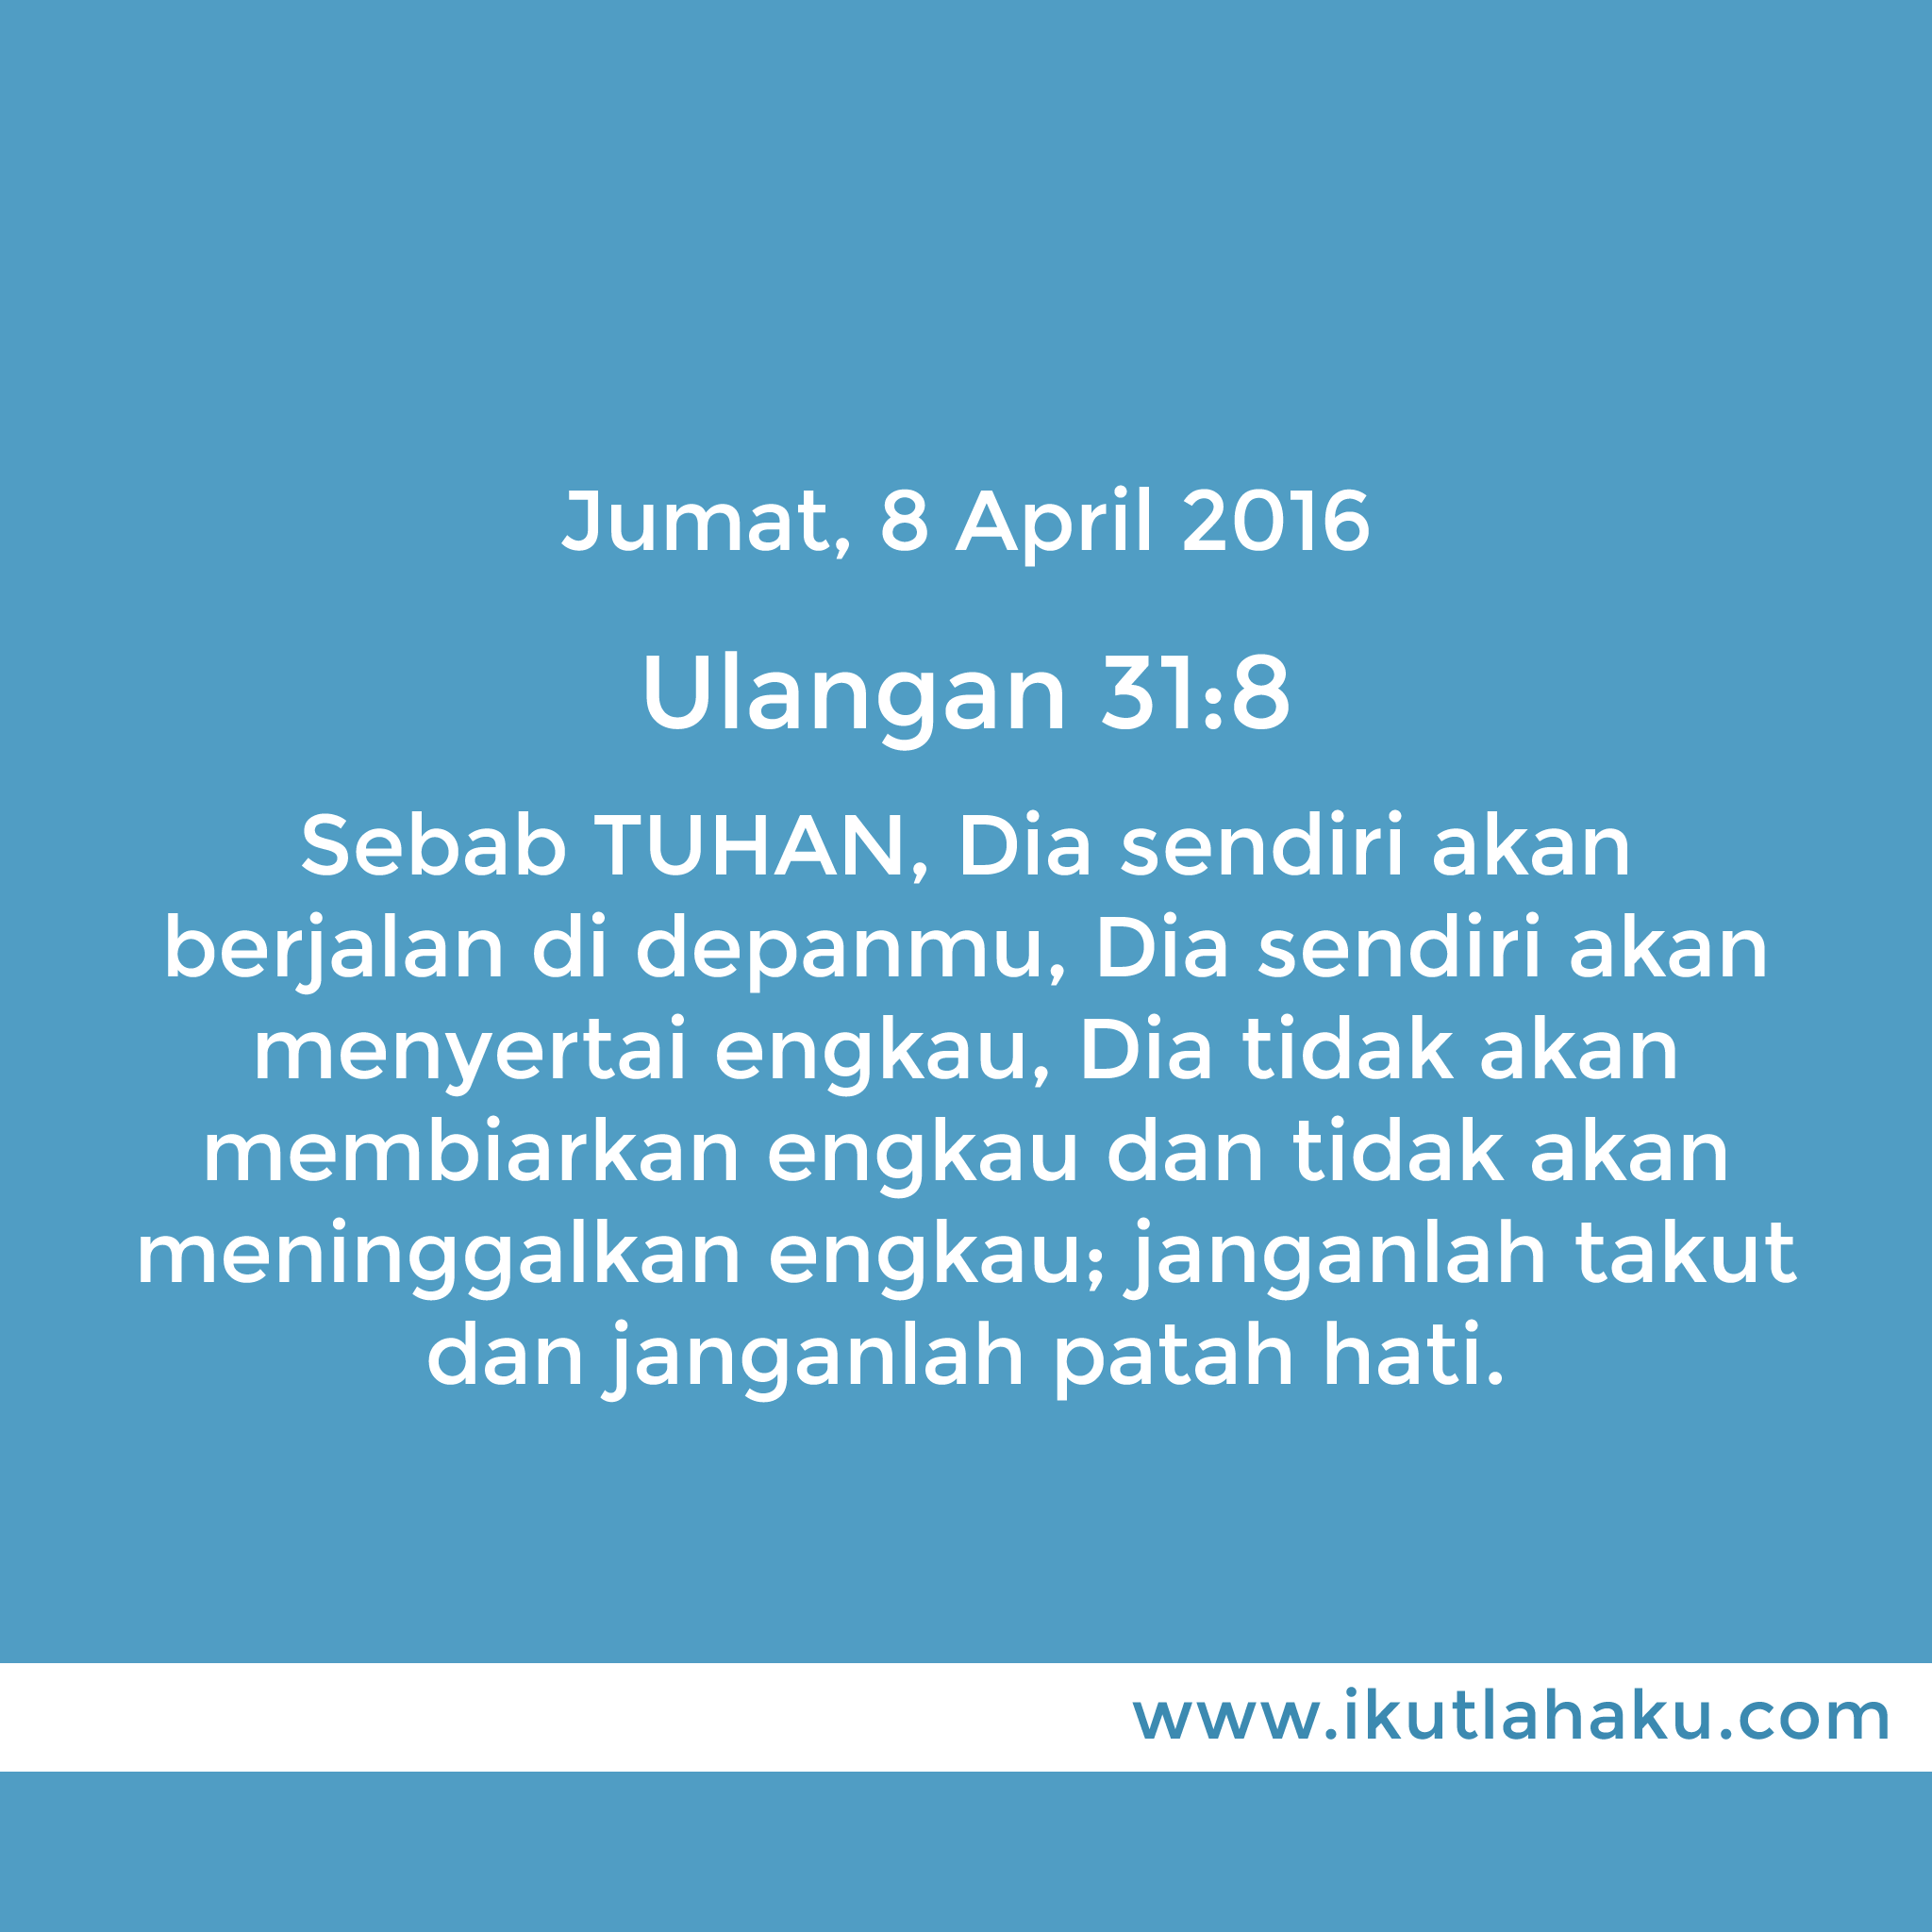 Jumat, 8 April 2016
Ulangan 31:8
Sebab TUHAN, Dia sendiri akan
berjalan di depanmu, Dia sendiri akan
menyertai engkau, Dia tidak akan
membiarkan engkau dan tidak akan
meninggalkan engkau; janganlah takut
dan janganlah patah hati.
www.ikutlahaku.com